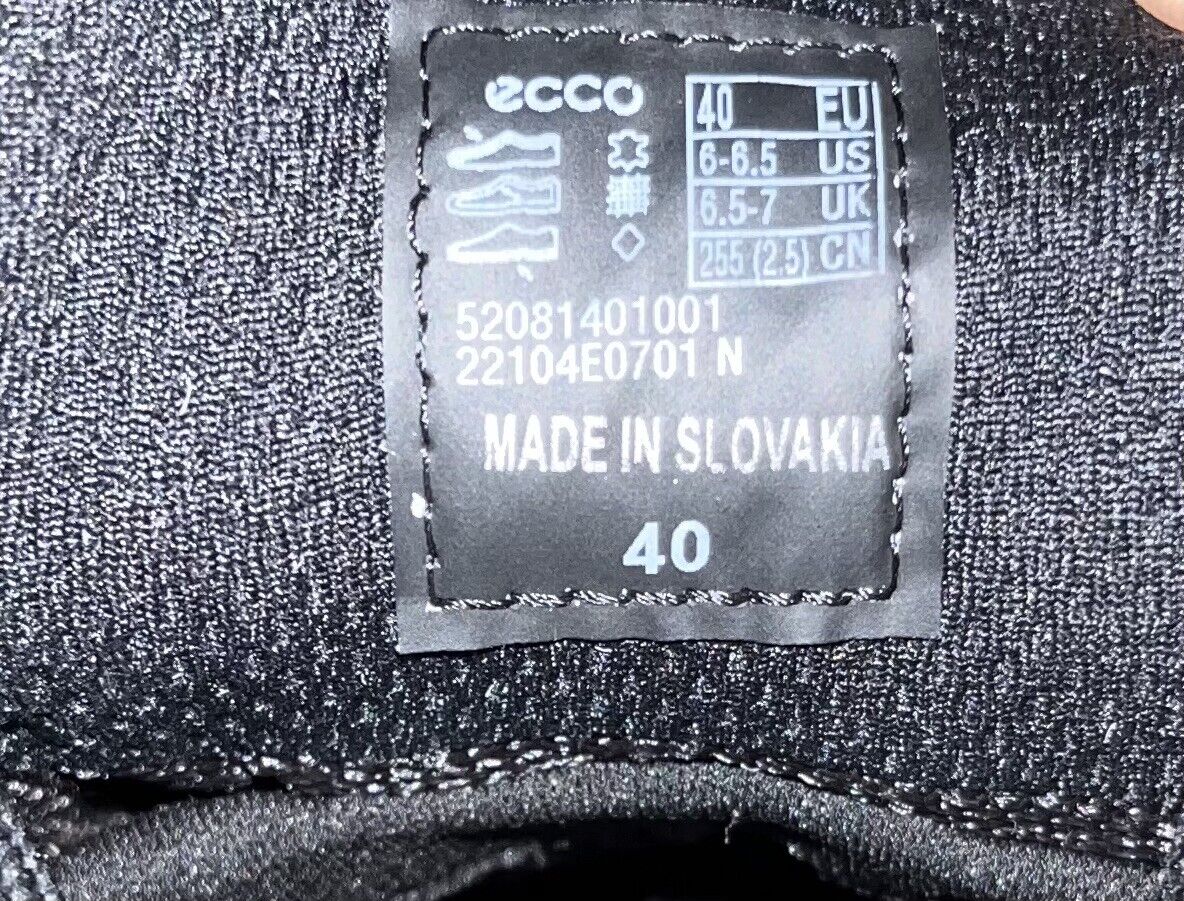 ecco
40 EU
6-6.5 US
6.5-7 UK
255 (2.5) CN
52081401001
22104E0701 N
MADE IN SLOVAKIA
40